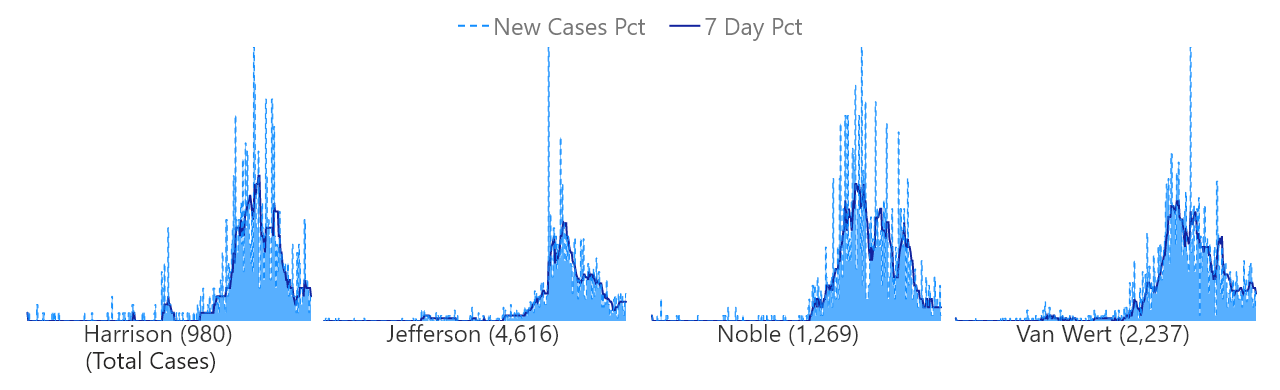 New Cases Pct 7 Day Pct
Harrison (980) Jefferson (4,616) Noble (1,269) Van Wert (2,237)
(Total Cases)